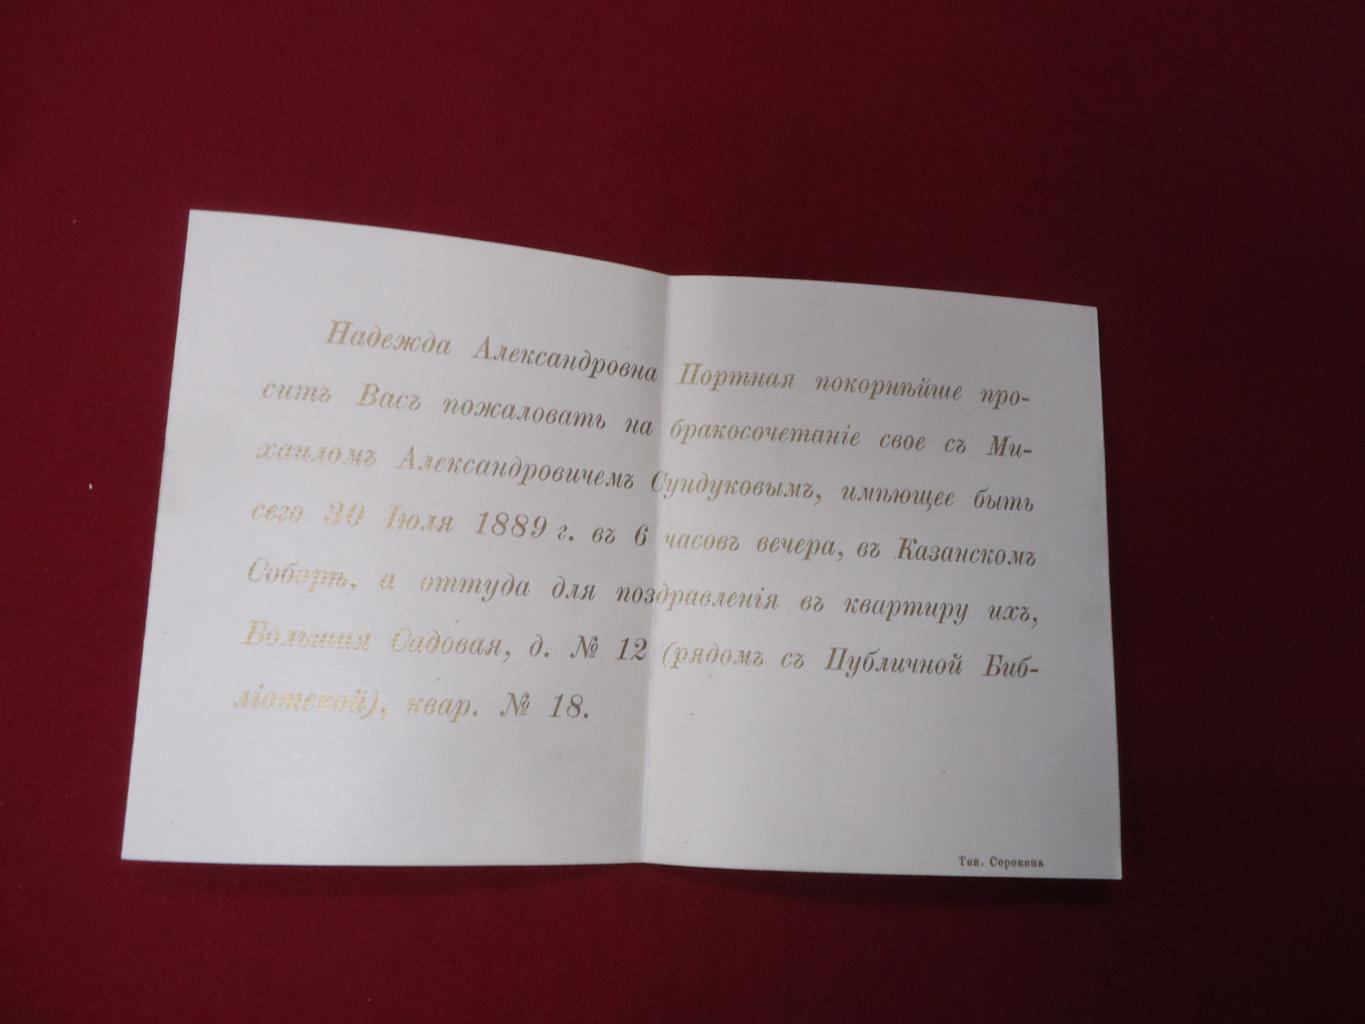 Надежда Александровна Портная покорнѣйше про-
ситъ Васъ пожаловать на бракосочетаніе свое съ Ми-
хаиломъ Александровичемъ Сундуковымъ, имѣющее быть
сего 30 Іюля 1889 г. въ 6 часовъ вечера, въ Казанскомъ
Соборѣ, а оттуда для поздравленія въ квартиру ихъ,
Большая Садовая, д. № 12 (рядомъ съ Публичной Биб-
ліотекой), квар. № 18.
Тип. Сорокина